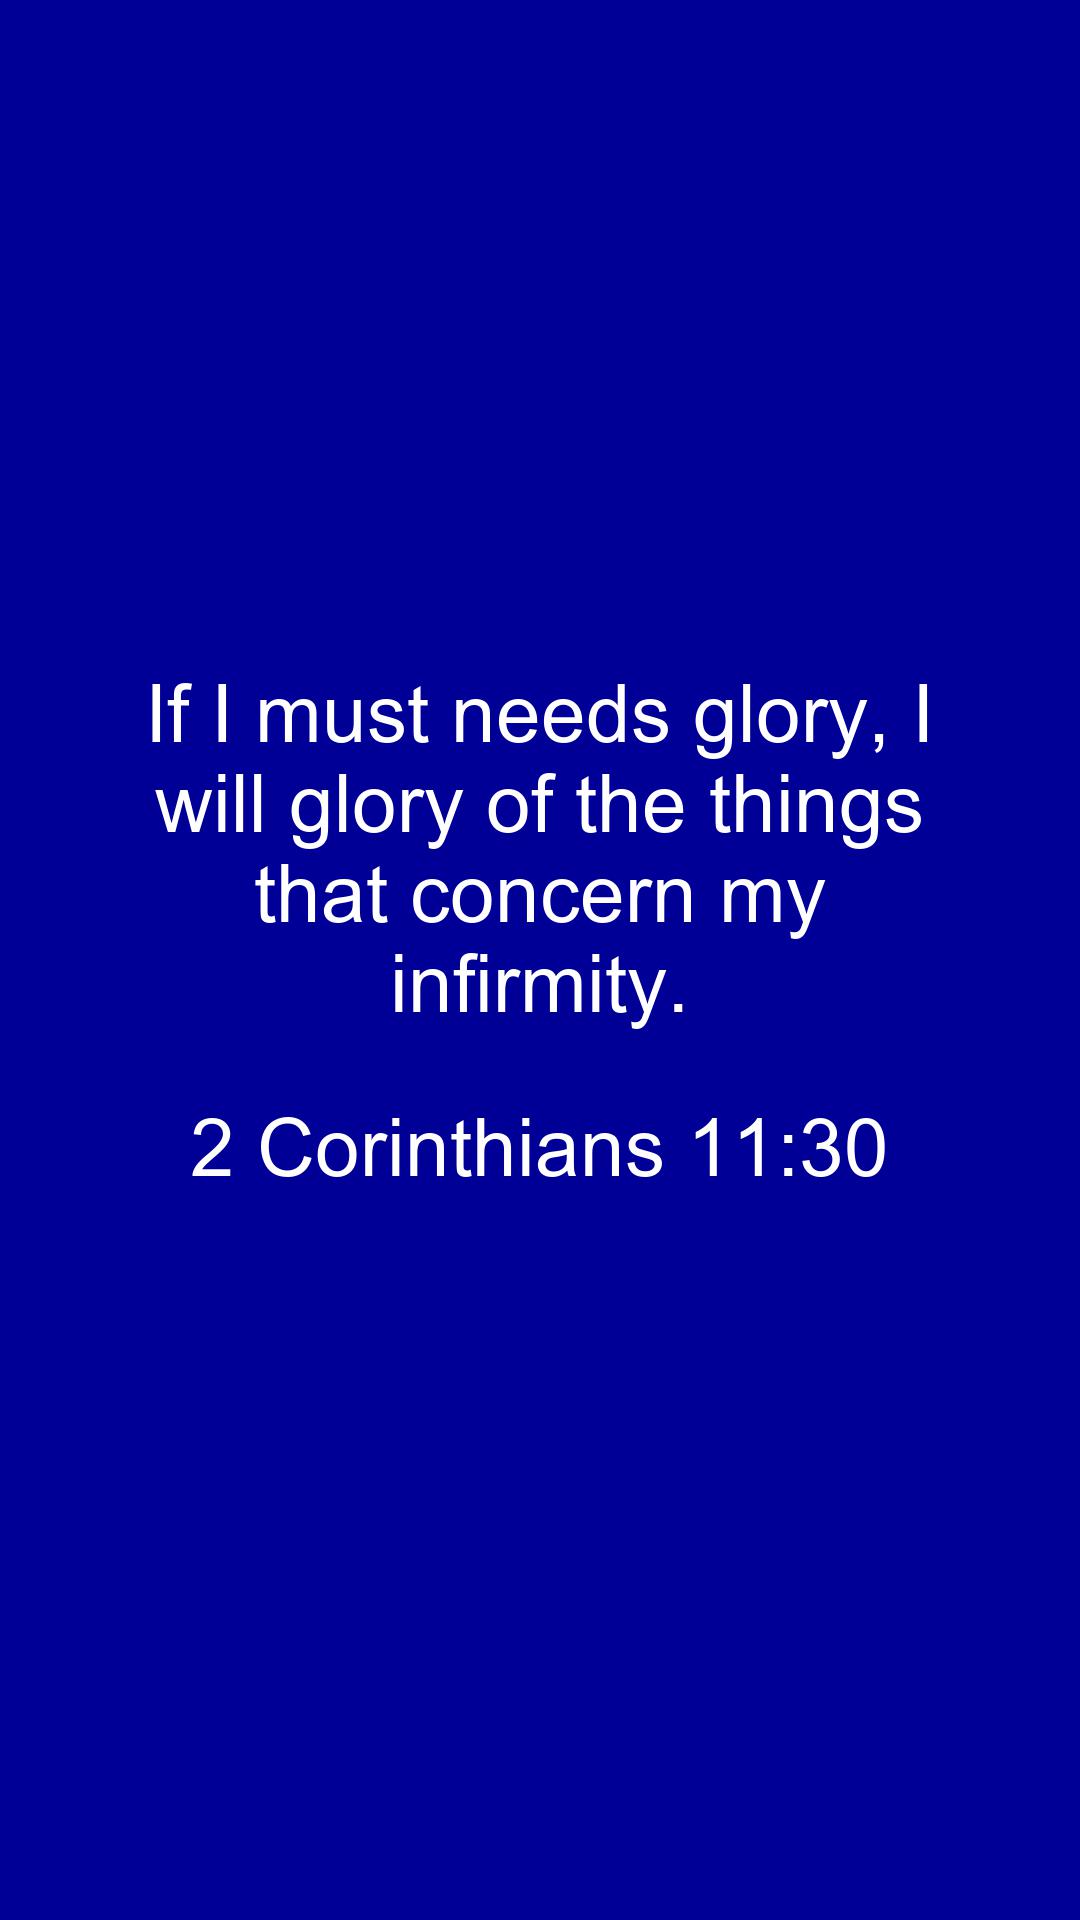 If I must needs glory, I
will glory of the things
that concern my
infirmity.
2 Corinthians 11:30